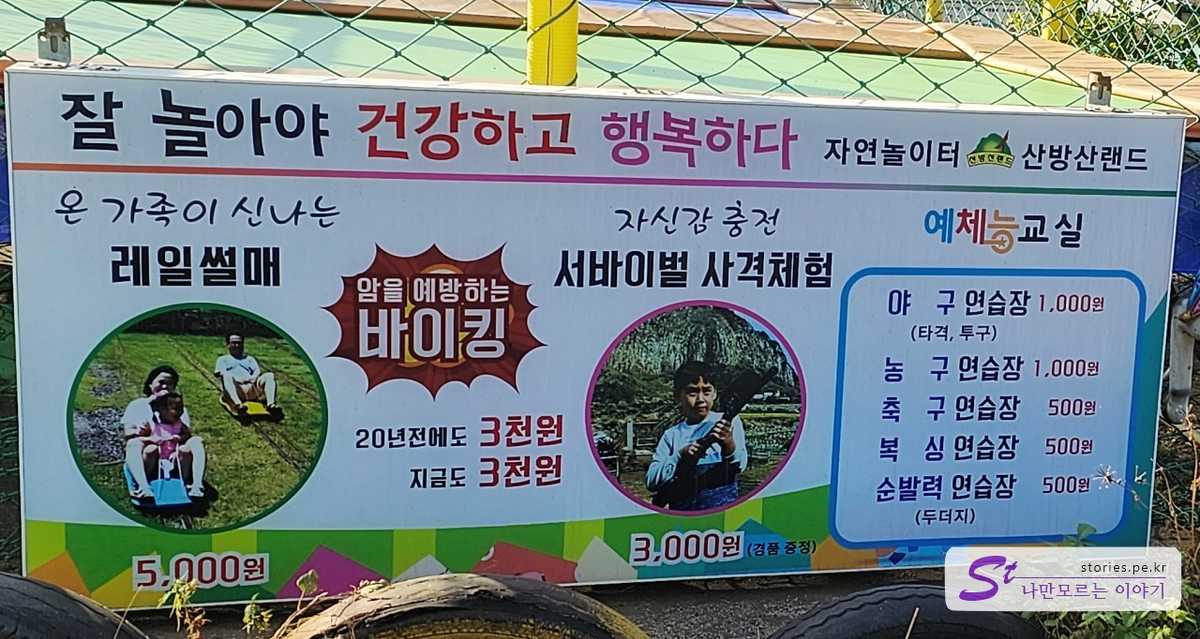 잘 놀아야 건강하고 행복하다
자연놀이터 산방산랜드 산방산랜드
온 가족이 신나는
레일썰매
5,000원
암을 예방하는
바이킹
20년전에도 3천원
지금도 3천원
자신감 충전
서바이벌 사격체험
3,000원 (경품 증정)
예체능교실
야 구 연습장 1,000원
(타격, 투구)
농 구 연습장 1,000원
축 구 연습장 500원
복 싱 연습장 500원
순발력 연습장 500원
(두더지)
St stories.pe.kr
나만모르는 이야기